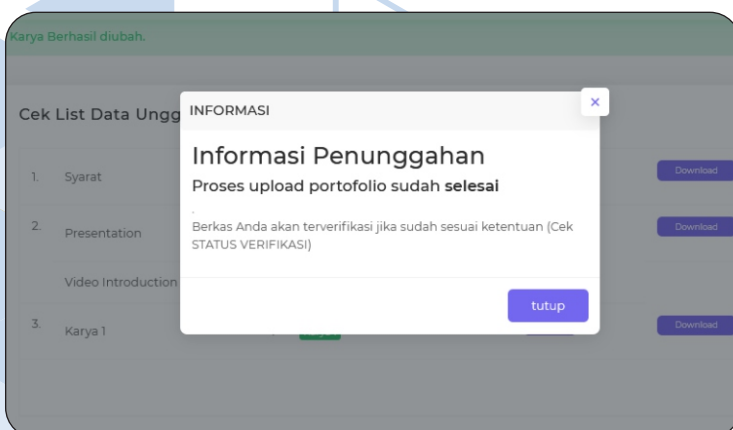 Karya Berhasil diubah.
Cek List Data Ungg
INFORMASI
×
Informasi Penunggahan
Proses upload portofolio sudah selesai
.
Berkas Anda akan terverifikasi jika sudah sesuai ketentuan (Cek
STATUS VERIFIKASI)
tutup
1. Syarat Download
2. Presentation Download
Video Introduction
3. Karya 1 Download